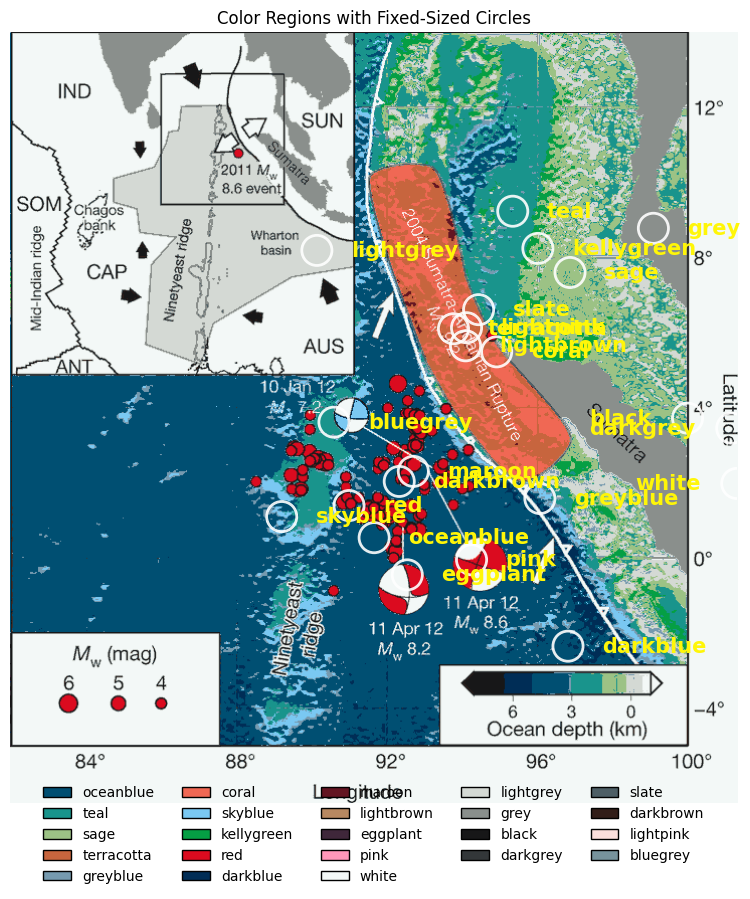 Color Regions with Fixed-Sized Circles
IND
SUN
2011 Mw
8.6 event
Sumatra
SOM
Chagos
bank
Wharton
basin
Mid-Indian ridge
Ninetyeast ridge
CAP
AUS
ANT
12°
8°
4°
0°
−4°
Latitude
teal
grey
kellygreen
lightgrey
sage
slate
terracotta
lightpink
lightbrown
coral
2004 Sumatra-Andaman Rupture,
Sumatra
10 Jan 12
Mw 7.2
bluegrey
black
darkgrey
maroon
darkbrown
white
greyblue
red
skyblue
oceanblue
pink
eggplant
11 Apr 12
Mw 8.6
11 Apr 12
Mw 8.2
Ninetyeast
ridge
darkblue
Mw (mag)
6 5 4
6 3 0
Ocean depth (km)
84° 88° 92° 96° 100°
Longitude
oceanblue coral maroon lightgrey slate
teal skyblue lightbrown grey darkbrown
sage kellygreen eggplant black lightpink
terracotta red pink darkgrey bluegrey
greyblue darkblue white